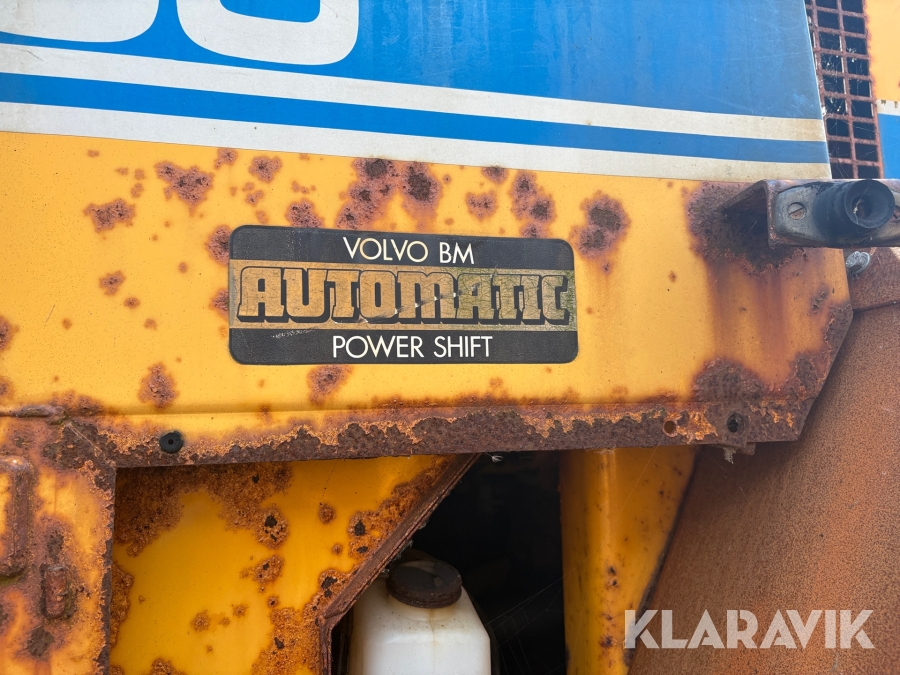 VOLVO BM
AUTOMATIC
POWER SHIFT
KLARAVIK